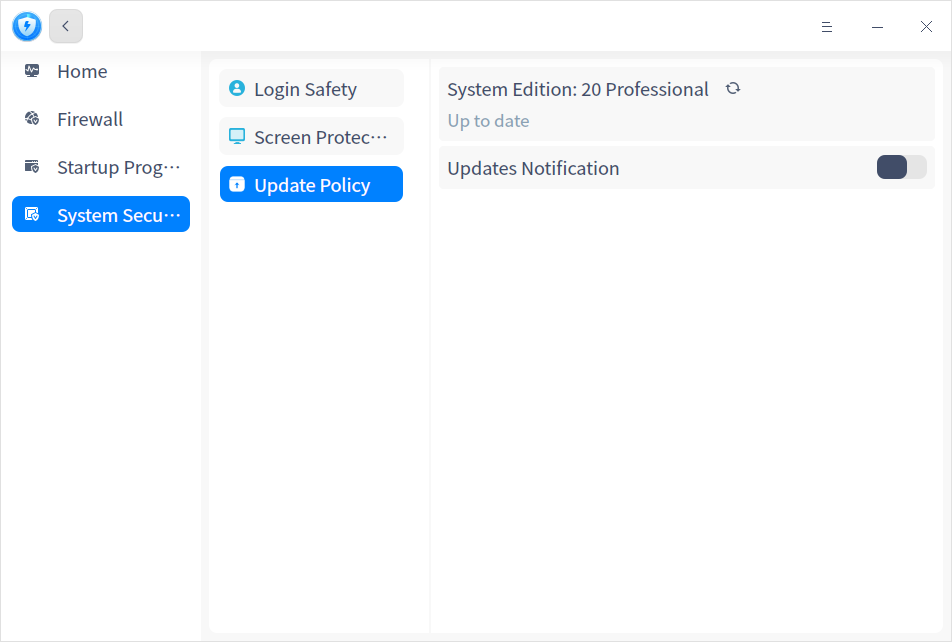 Home
Firewall
Startup Prog···
System Secu···
Login Safety
Screen Protec···
Update Policy
System Edition: 20 Professional
Up to date
Updates Notification